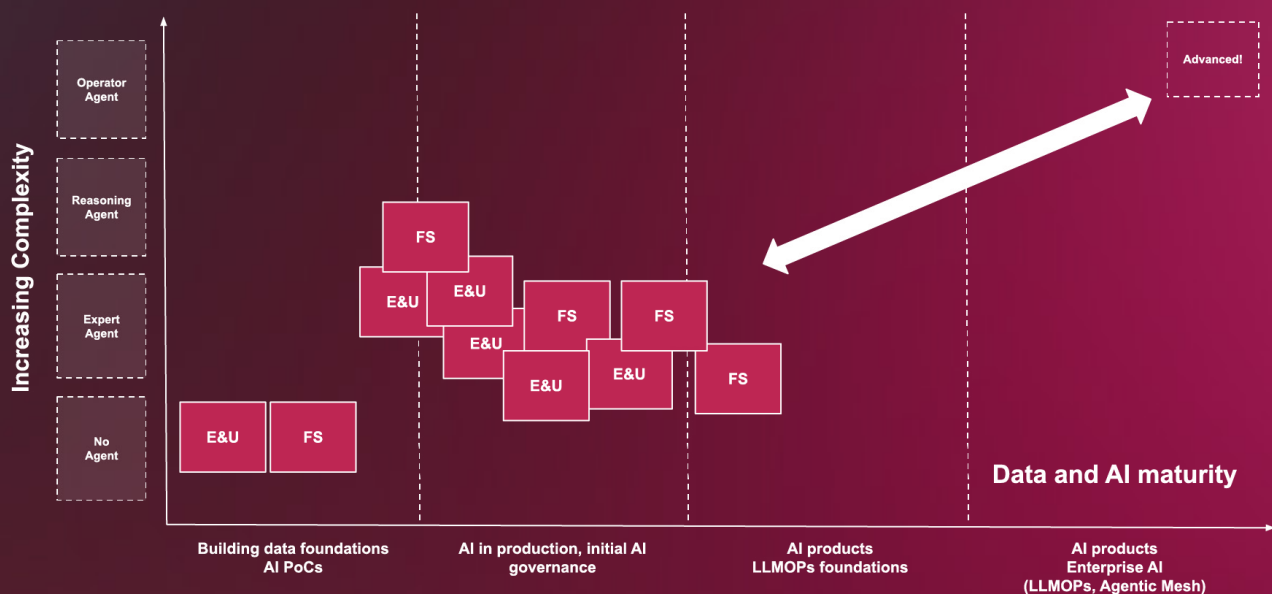 Increasing Complexity
Operator
Agent
Reasoning
Agent
Expert
Agent
No
Agent
Advanced!
FS
E&U
E&U
FS
FS
E&U
E&U
E&U
FS
E&U
FS
Data and AI maturity
Building data foundations
AI PoCs
AI in production, initial AI
governance
AI products
LLMOPs foundations
AI products
Enterprise AI
(LLMOPs, Agentic Mesh)